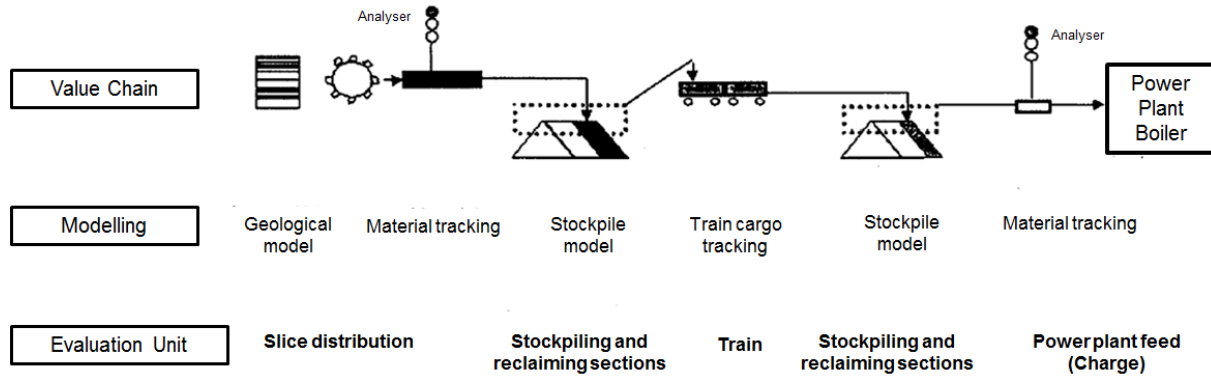 Analyser
Analyser
Value Chain
Power
Plant
Boiler
Modelling
Geological
model
Material tracking
Stockpile
model
Train cargo
tracking
Stockpile
model
Material tracking
Evaluation Unit
Slice distribution
Stockpiling and
reclaiming sections
Train
Stockpiling and
reclaiming sections
Power plant feed
(Charge)